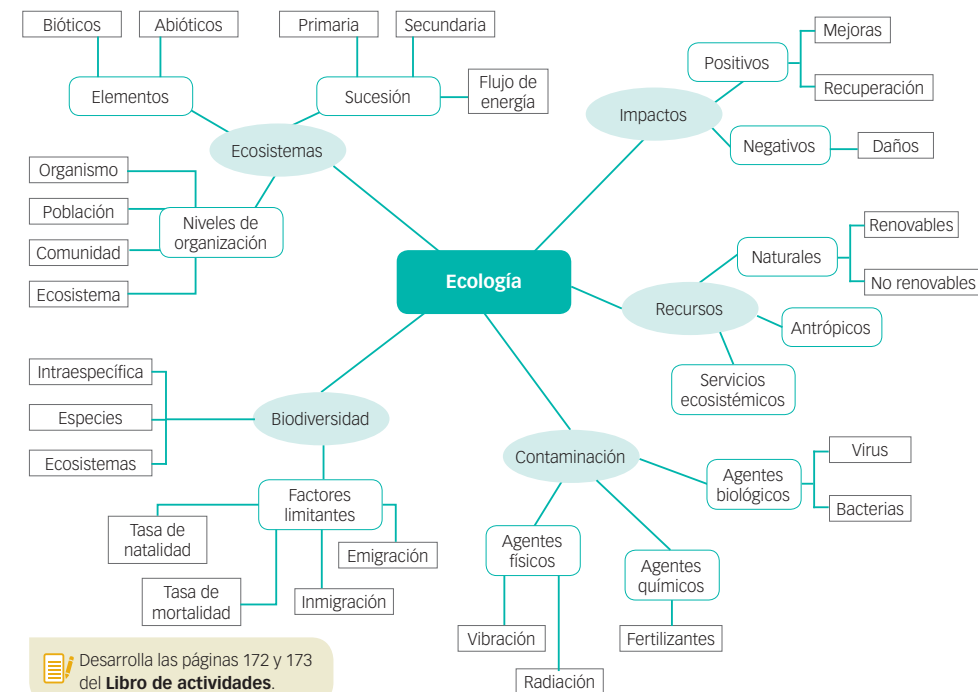 Bióticos
Abióticos
Elementos
Primaria
Secundaria
Sucesión
Flujo de
energía
Ecosistemas
Organismo
Población
Comunidad
Ecosistema
Niveles de
organización
Impactos
Positivos
Mejoras
Recuperación
Negativos
Daños
Ecología
Recursos
Naturales
Renovables
No renovables
Antrópicos
Servicios
ecosistémicos
Biodiversidad
Intraespecífica
Especies
Ecosistemas
Factores
limitantes
Tasa de
natalidad
Tasa de
mortalidad
Inmigración
Emigración
Contaminación
Agentes
biológicos
Virus
Bacterias
Agentes
físicos
Vibración
Radiación
Agentes
químicos
Fertilizantes
Desarrolla las páginas 172 y 173
del Libro de actividades.